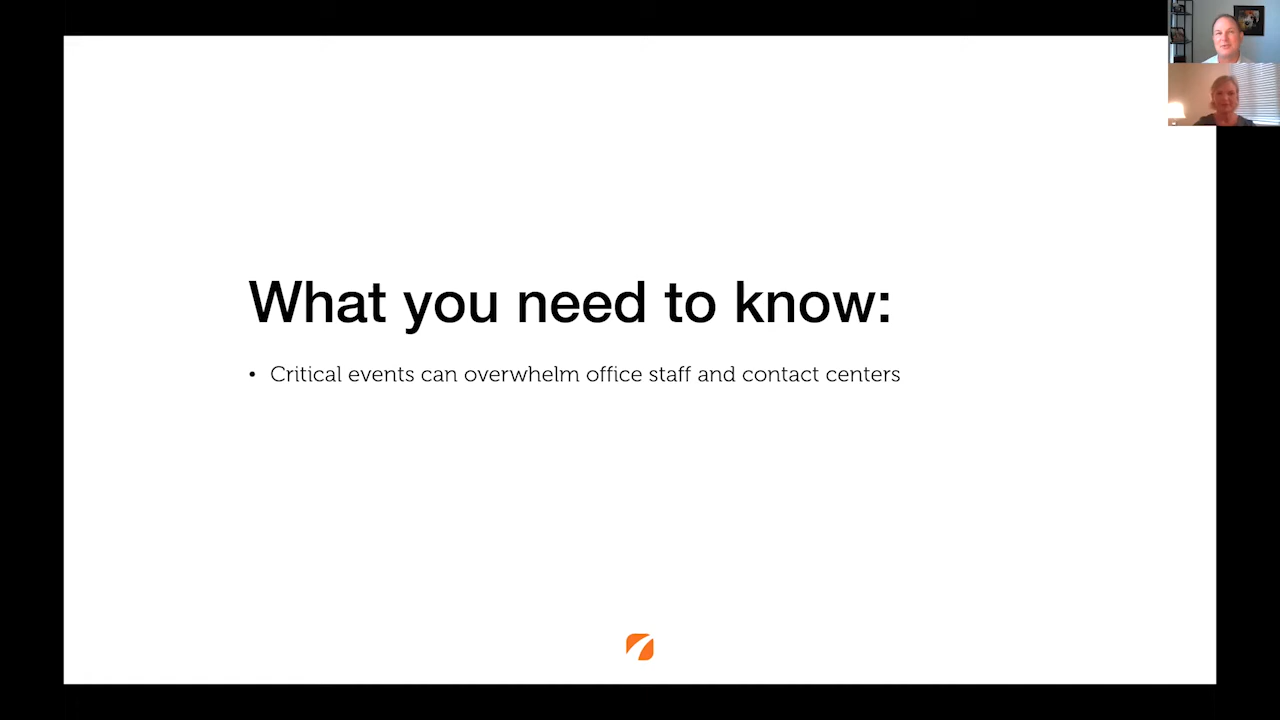 What you need to know:
• Critical events can overwhelm office staff and contact centers